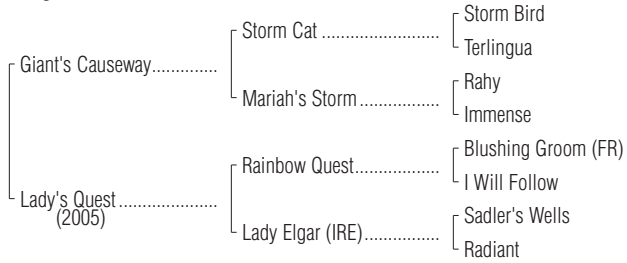 Storm Bird
Storm Cat ........................
Terlingua
Giant's Causeway..............
Rahy
Mariah's Storm .................
Immense
Blushing Groom (FR)
Rainbow Quest..................
I Will Follow
Lady's Quest .....................
(2005)
Sadler's Wells
Lady Elgar (IRE)................
Radiant